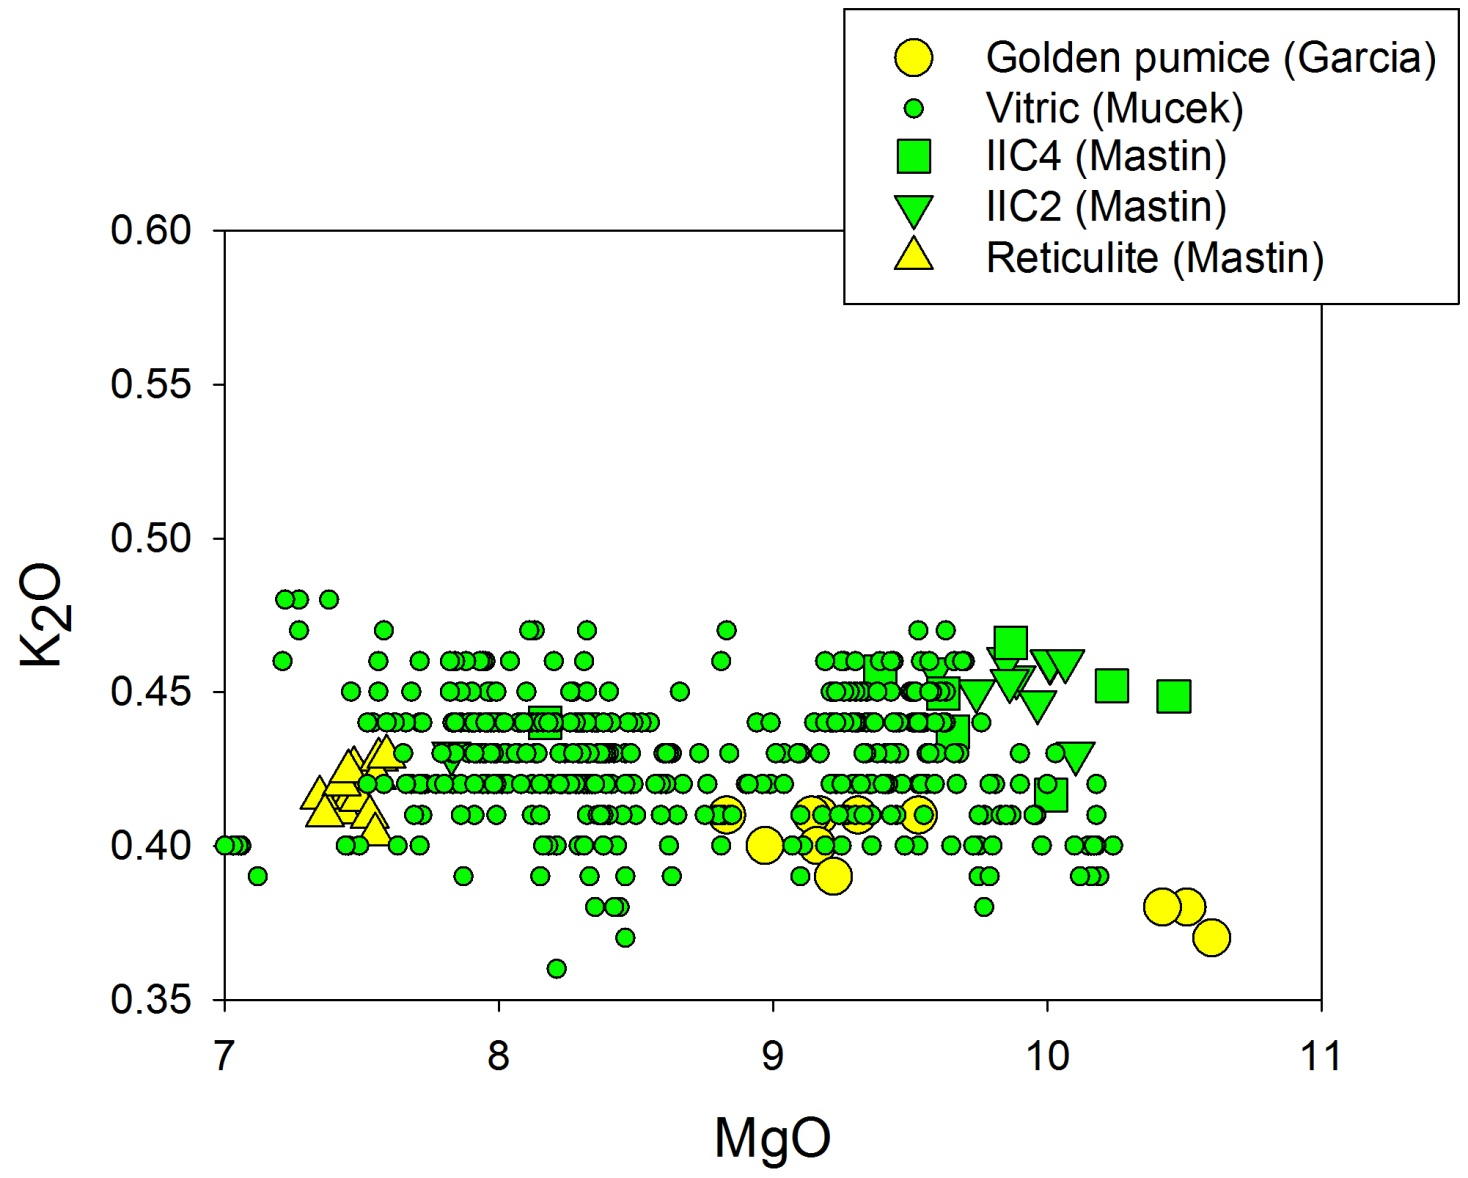 Golden pumice (Garcia)
Vitric (Mucek)
IIC4 (Mastin)
IIC2 (Mastin)
Reticulite (Mastin)
0.60
0.55
0.50
0.45
0.40
0.35
K2O
7 8 9 10 11
MgO